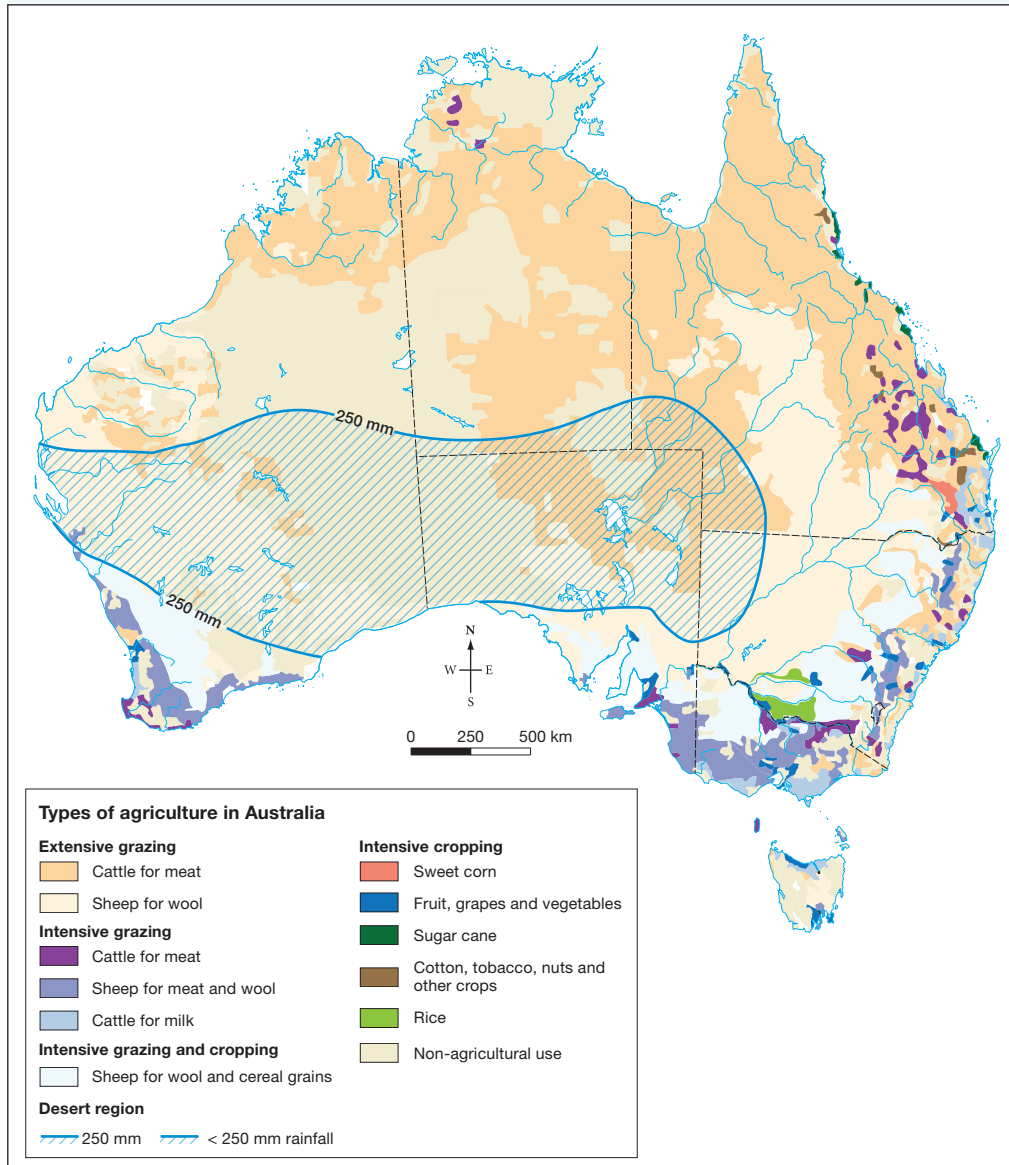 250 mm
250 mm
N
W E
S
0 250 500 km
Types of agriculture in Australia
Extensive grazing
Cattle for meat
Sheep for wool
Intensive grazing
Cattle for meat
Sheep for meat and wool
Cattle for milk
Intensive grazing and cropping
Sheep for wool and cereal grains
Desert region
250 mm
< 250 mm rainfall
Intensive cropping
Sweet corn
Fruit, grapes and vegetables
Sugar cane
Cotton, tobacco, nuts and
other crops
Rice
Non-agricultural use